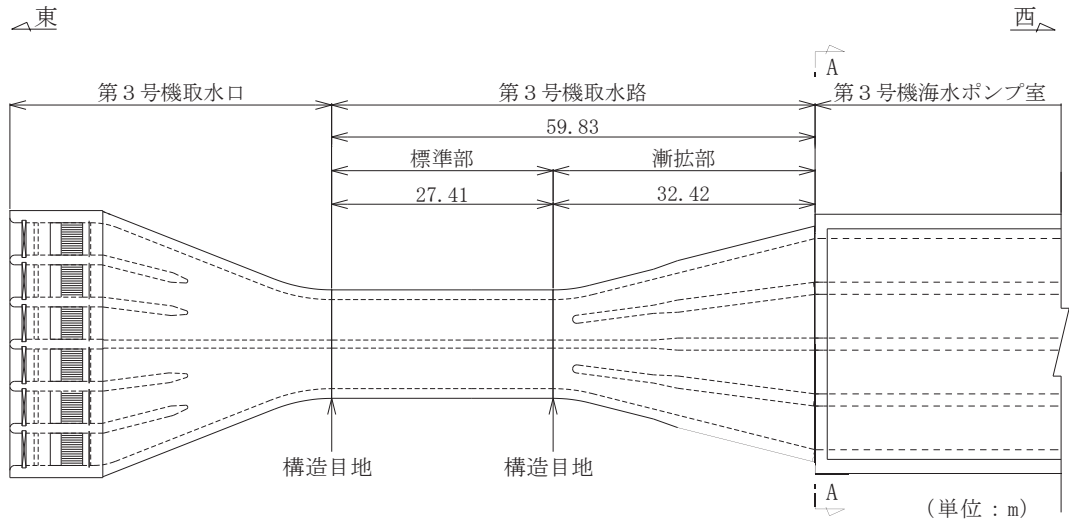 東
西
A
第３号機取水口
第３号機取水路
第３号機海水ポンプ室
59.83
標準部
漸拡部
27.41
32.42
構造目地
構造目地
A
（単位：m）